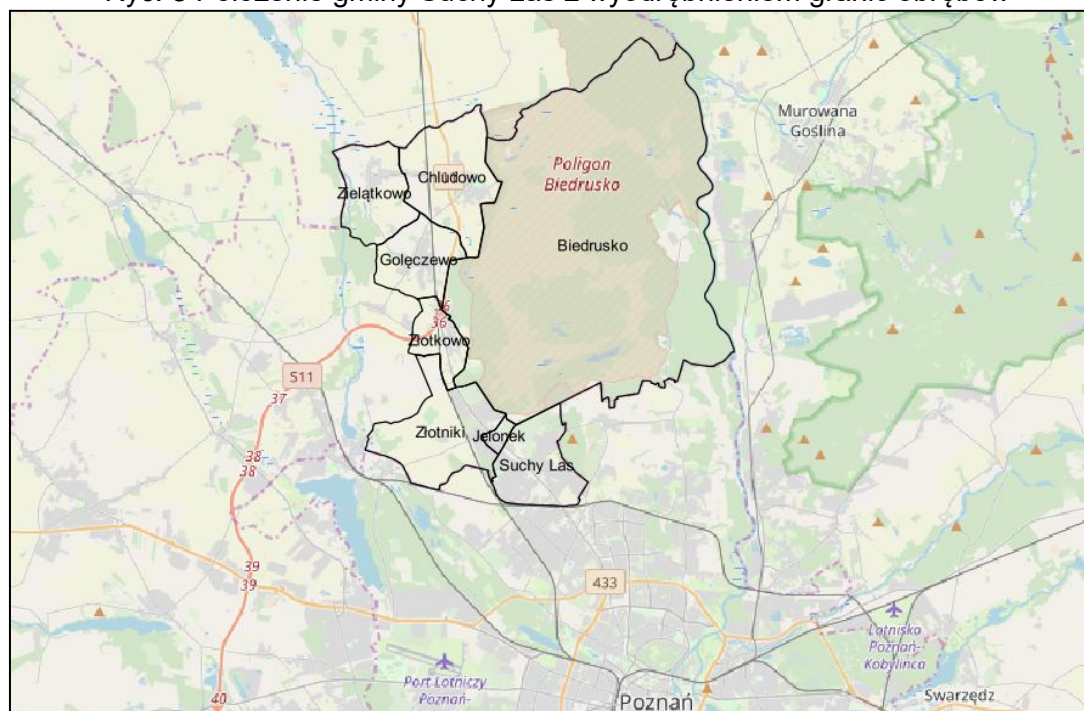 Murowana
Goślina
Poligon
Biedrusko
Chludowo
Zielątkowo
Biedrusko
Golęczewo
36
Złotkowo
S11
37
Złotniki
Jelonek
38
38
Suchy Las
39
39
433
Lotnisko
Poznań-
Kobylnica
Port Lotniczy
Poznań-
40
Poznań
Swarzędz